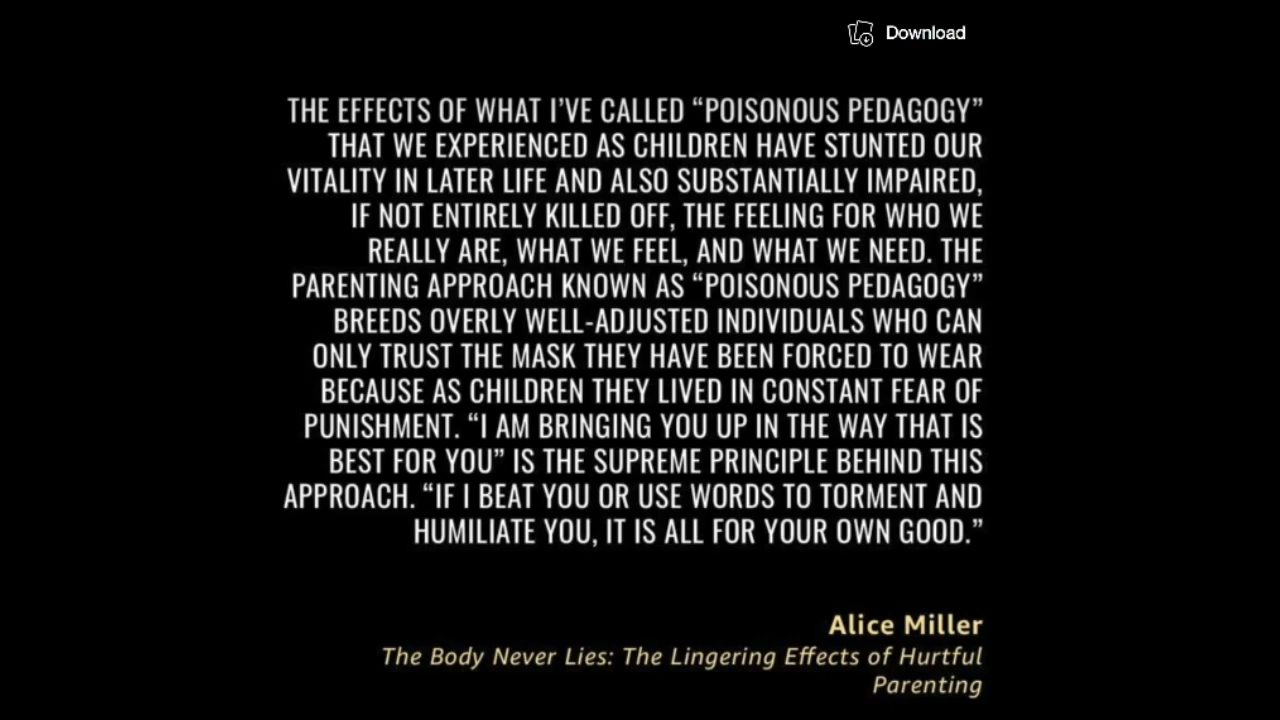 Download
THE EFFECTS OF WHAT I’VE CALLED “POISONOUS PEDAGOGY”
THAT WE EXPERIENCED AS CHILDREN HAVE STUNTED OUR
VITALITY IN LATER LIFE AND ALSO SUBSTANTIALLY IMPAIRED,
IF NOT ENTIRELY KILLED OFF, THE FEELING FOR WHO WE
REALLY ARE, WHAT WE FEEL, AND WHAT WE NEED. THE
PARENTING APPROACH KNOWN AS “POISONOUS PEDAGOGY”
BREEDS OVERLY WELL-ADJUSTED INDIVIDUALS WHO CAN
ONLY TRUST THE MASK THEY HAVE BEEN FORCED TO WEAR
BECAUSE AS CHILDREN THEY LIVED IN CONSTANT FEAR OF
PUNISHMENT. “I AM BRINGING YOU UP IN THE WAY THAT IS
BEST FOR YOU” IS THE SUPREME PRINCIPLE BEHIND THIS
APPROACH. “IF I BEAT YOU OR USE WORDS TO TORMENT AND
HUMILIATE YOU, IT IS ALL FOR YOUR OWN GOOD.”
Alice Miller
The Body Never Lies: The Lingering Effects of Hurtful
Parenting